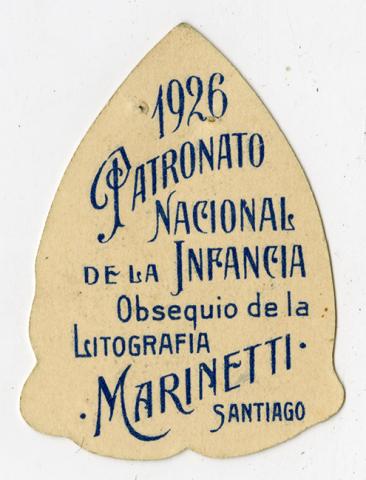 1926
PATRONATO
NACIONAL
DE LA INFANCIA
Obsequio de la
LITOGRAFIA
·MARINETTI·
SANTIAGO